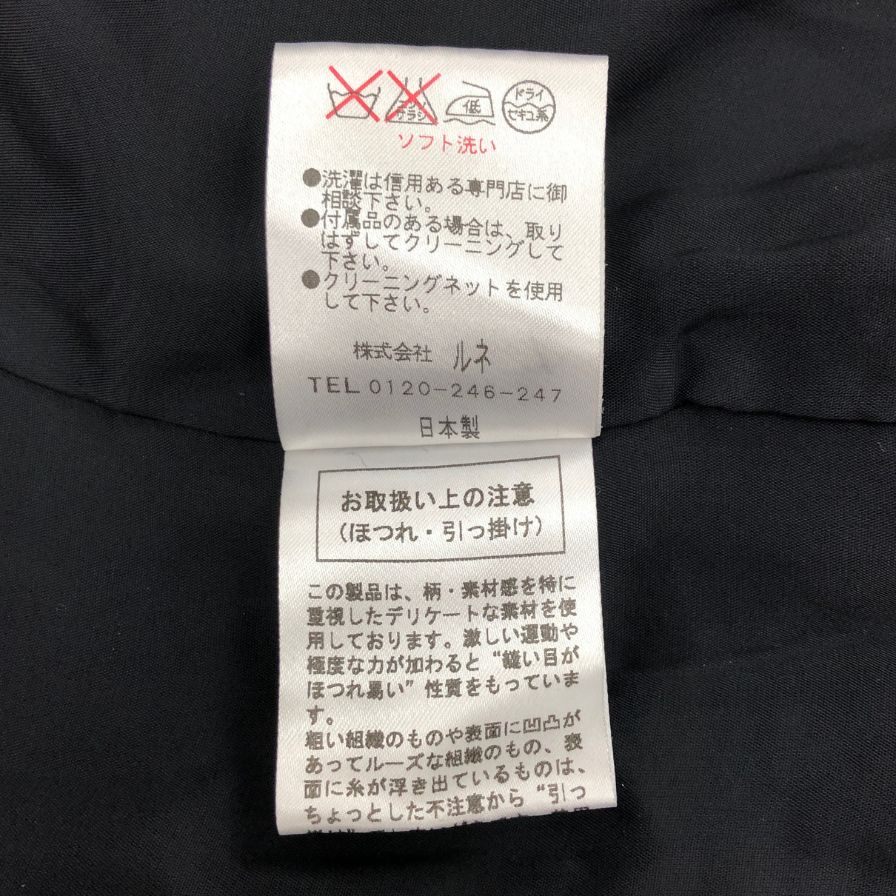 エンソ
サラシ
低
ドライ
セキユ系
ソフト洗い
●洗濯は信用ある専門店に御
相談下さい。
●付属品のある場合は、取り
はずしてクリーニングして
下さい。
●クリーニングネットを使用
して下さい。
株式会社 ルネ
TEL 0120-246-247
日本製
お取扱い上の注意
(ほつれ・引っ掛け)
この製品は、柄・素材感を特に
重視したデリケートな素材を使
用しております。激しい運動や
極度な力が加わると“縫い目が
ほつれ易い”性質をもっていま
す。
粗い組織のものや表面に凹凸が
あってルーズな組織のもの、表
面に糸が浮き出ているものは、
ちょっとした不注意から“引っ